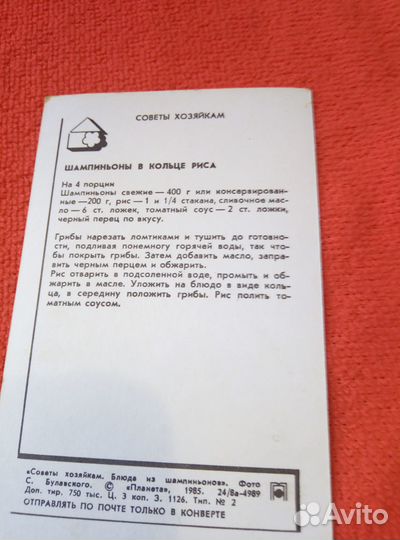 СОВЕТЫ ХОЗЯЙКАМ
ШАМПИНЬОНЫ В КОЛЬЦЕ РИСА
На 4 порции
Шампиньоны свежие — 400 г или консервирован-
ные — 200 г, рис — 1 и 1/4 стакана, сливочное мас-
ло — 6 ст. ложек, томатный соус — 2 ст. ложки,
черный перец по вкусу.
Грибы нарезать ломтиками и тушить до готовно-
сти, подливая понемногу горячей воды, так что-
бы покрыть грибы. Затем добавить масло, запра-
вить черным перцем и обжарить.
Рис отварить в подсоленной воде, промыть и об-
жарить в масле. Уложить на блюдо в виде коль-
ца, в середину положить грибы. Рис полить то-
матным соусом.
«Советы хозяйкам. Блюда из шампиньонов». Фото
С. Булавского. © «Планета», 1985. 24/8а-4989
Доп. тир. 750 тыс. Ц. 3 коп. З. 1126. Тип. № 2
ОТПРАВЛЯТЬ ПО ПОЧТЕ ТОЛЬКО В КОНВЕРТЕ
Avito